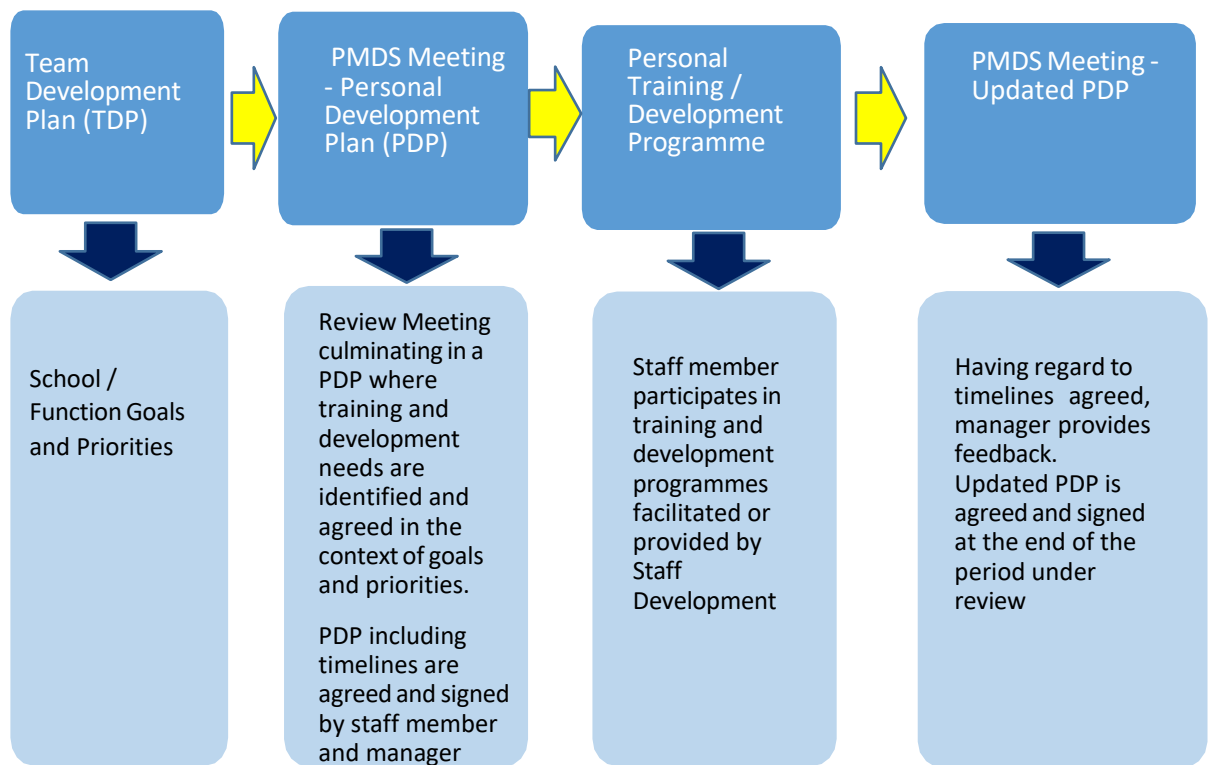 Team
Development
Plan (TDP)
PMDS Meeting
- Personal
Development
Plan (PDP)
Personal
Training /
Development
Programme
PMDS Meeting -
Updated PDP
School /
Function Goals
and Priorities
Review Meeting
culminating in a
PDP where
training and
development
needs are
identified and
agreed in the
context of goals
and priorities.
PDP including
timelines are
agreed and signed
by staff member
and manager
Staff member
participates in
training and
development
programmes
facilitated or
provided by
Staff
Development
Having regard to
timelines agreed,
manager provides
feedback.
Updated PDP is
agreed and signed
at the end of the
period under
review